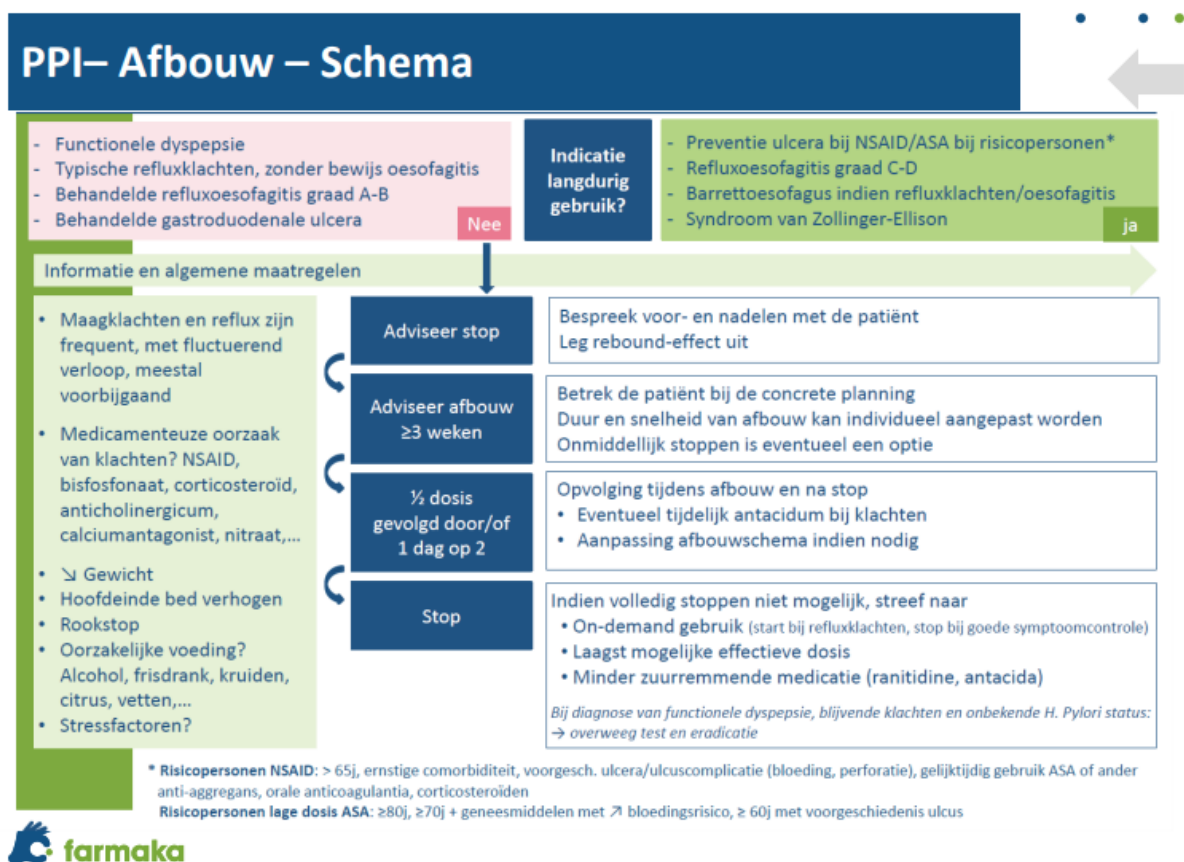 PPI– Afbouw – Schema
- Functionele dyspepsie
- Typische refluxklachten, zonder bewijs oesofagitis
- Behandelde refluxoesofagitis graad A-B
- Behandelde gastroduodenale ulcera
Nee
Indicatie
langdurig
gebruik?
- Preventie ulcera bij NSAID/ASA bij risicopersonen*
- Refluxoesofagitis graad C-D
- Barrettoesofagus indien refluxklachten/oesofagitis
- Syndroom van Zollinger-Ellison
ja
Informatie en algemene maatregelen
• Maagklachten en reflux zijn
frequent, met fluctuerend
verloop, meestal
voorbijgaand
• Medicamenteuze oorzaak
van klachten? NSAID,
bisfosfonaat, corticosteroïd,
anticholinergicum,
calciumantagonist, nitraat,...
• ↘ Gewicht
• Hoofdeinde bed verhogen
• Rookstop
• Oorzakelijke voeding?
Alcohol, frisdrank, kruiden,
citrus, vetten,...
• Stressfactoren?
Adviseer stop
Bespreek voor- en nadelen met de patiënt
Leg rebound-effect uit
Adviseer afbouw
≥3 weken
Betrek de patiënt bij de concrete planning
Duur en snelheid van afbouw kan individueel aangepast worden
Onmiddellijk stoppen is eventueel een optie
½ dosis
gevolgd door/of
1 dag op 2
Opvolging tijdens afbouw en na stop
• Eventueel tijdelijk antacidum bij klachten
• Aanpassing afbouwschema indien nodig
Stop
Indien volledig stoppen niet mogelijk, streef naar
• On-demand gebruik (start bij refluxklachten, stop bij goede symptoomcontrole)
• Laagst mogelijke effectieve dosis
• Minder zuurremmende medicatie (ranitidine, antacida)
Bij diagnose van functionele dyspepsie, blijvende klachten en onbekende H. Pylori status:
→ overweeg test en eradicatie
* Risicopersonen NSAID: > 65j, ernstige comorbiditeit, voorgesch. ulcera/ulcuscomplicatie (bloeding, perforatie), gelijktijdig gebruik ASA of ander
anti-aggregans, orale anticoagulantia, corticosteroïden
Risicopersonen lage dosis ASA: ≥80j, ≥70j + geneesmiddelen met ↗ bloedingsrisico, ≥ 60j met voorgeschiedenis ulcus
farmaka